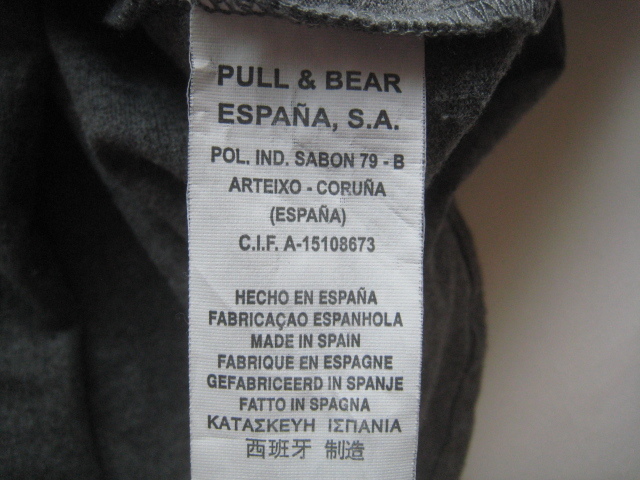 PULL & BEAR
ESPAÑA, S.A.
POL. IND. SABON 79 - B
ARTEIXO - CORUÑA
(ESPAÑA)
C.I.F. A-15108673
HECHO EN ESPAÑA
FABRICAÇAO ESPANHOLA
MADE IN SPAIN
FABRIQUE EN ESPAGNE
GEFABRICEERD IN SPANJE
FATTO IN SPAGNA
ΚΑΤΑΣΚΕΥΗ ΙΣΠΑΝΙΑ
西班牙 制造